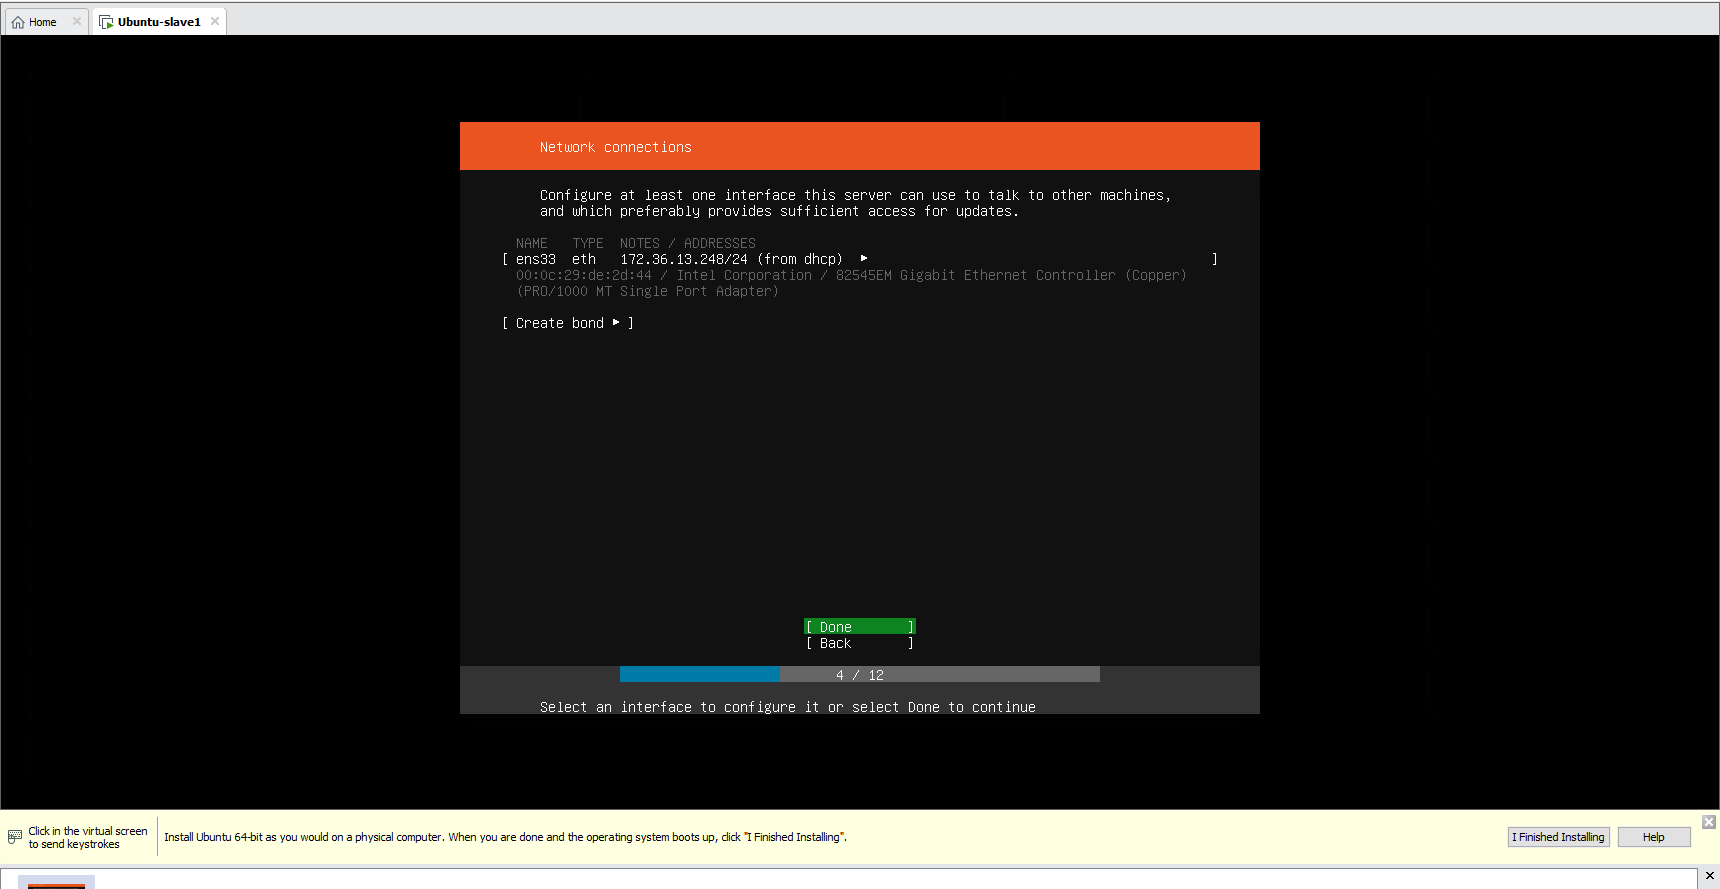 Home
Ubuntu-slave1
Network connections
Configure at least one interface this server can use to talk to other machines,
and which preferably provides sufficient access for updates.
NAME TYPE NOTES / ADDRESSES
[ ens33 eth 172.36.13.248/24 (from dhcp) ▸ ]
00:0c:29:de:2d:44 / Intel Corporation / 82545EM Gigabit Ethernet Controller (Copper)
(PRO/1000 MT Single Port Adapter)
[ Create bond ▸ ]
[ Done ]
[ Back ]
4 / 12
Select an interface to configure it or select Done to continue
Click in the virtual screen
to send keystrokes
Install Ubuntu 64-bit as you would on a physical computer. When you are done and the operating system boots up, click "I Finished Installing".
I Finished Installing
Help